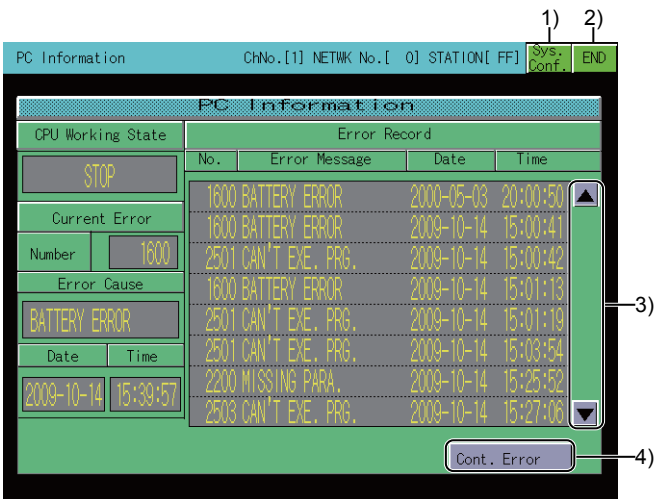 1) 2)
PC Information ChNo.[1] NETWK No.[ 0] STATION[ FF] Sys. Conf. END
PC Information
CPU Working State
STOP
Current Error
Number 1600
Error Cause
BATTERY ERROR
Date Time
2009-10-14 15:39:57
Error Record
No. Error Message Date Time
1600 BATTERY ERROR 2000-05-03 20:00:50
1600 BATTERY ERROR 2009-10-14 15:00:41
2501 CAN'T EXE. PRG. 2009-10-14 15:00:42
1600 BATTERY ERROR 2009-10-14 15:01:13
2501 CAN'T EXE. PRG. 2009-10-14 15:01:19
2501 CAN'T EXE. PRG. 2009-10-14 15:03:54
2200 MISSING PARA. 2009-10-14 15:25:52
2503 CAN'T EXE. PRG. 2009-10-14 15:27:06
3)
Cont. Error
4)